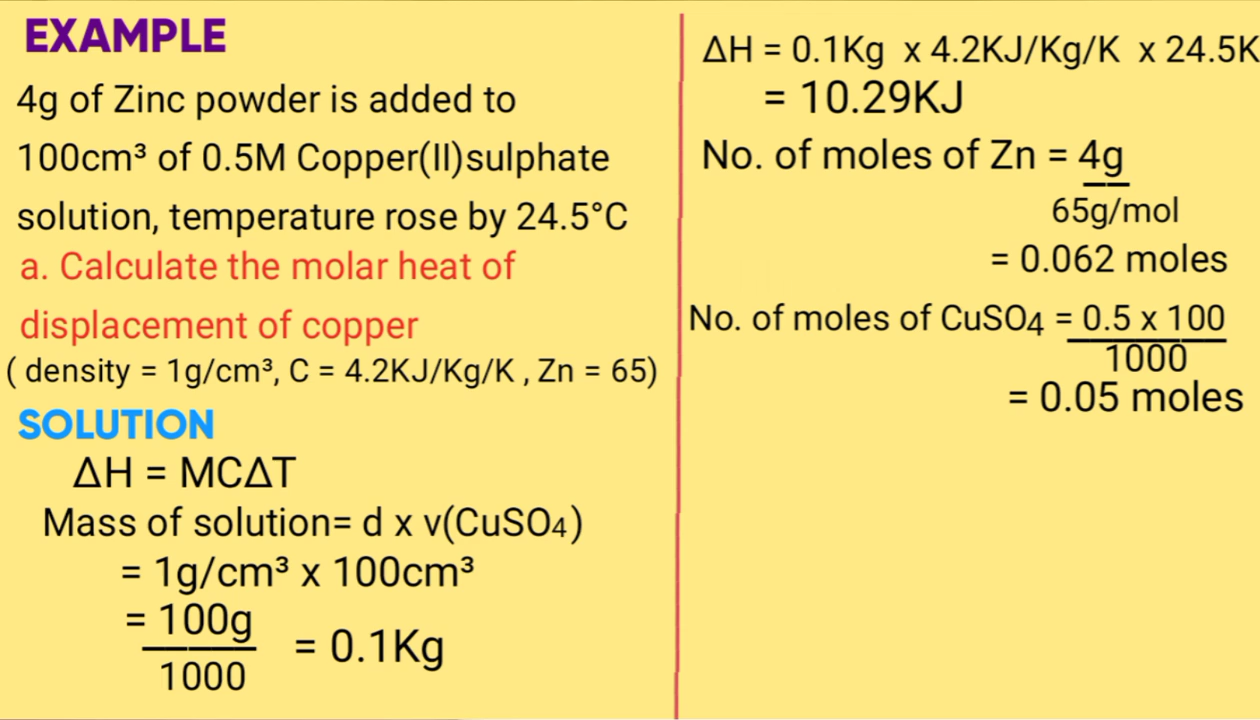 EXAMPLE
4g of Zinc powder is added to
100cm³ of 0.5M Copper(II)sulphate
solution, temperature rose by 24.5°C
a. Calculate the molar heat of
displacement of copper
( density = 1g/cm³, C = 4.2KJ/Kg/K , Zn = 65)
SOLUTION
ΔH = MCΔT
Mass of solution= d x v(CuSO₄)
= 1g/cm³ x 100cm³
= 100g
1000
= 0.1Kg
ΔH = 0.1Kg x 4.2KJ/Kg/K x 24.5K
= 10.29KJ
No. of moles of Zn = 4g
65g/mol
= 0.062 moles
No. of moles of CuSO₄ = 0.5 x 100
1000
= 0.05 moles